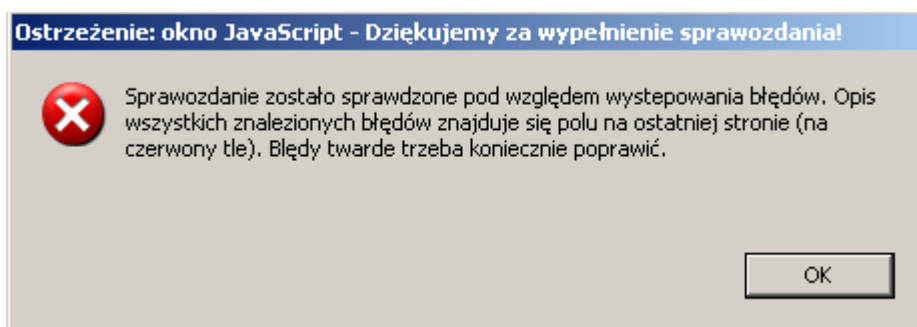 Ostrzeżenie: okno JavaScript - Dziękujemy za wypełnienie sprawozdania!
Sprawozdanie zostało sprawdzone pod względem wystepowania błędów. Opis
wszystkich znalezionych błędów znajduje się polu na ostatniej stronie (na
czerwony tle). Błędy twarde trzeba koniecznie poprawić.
OK